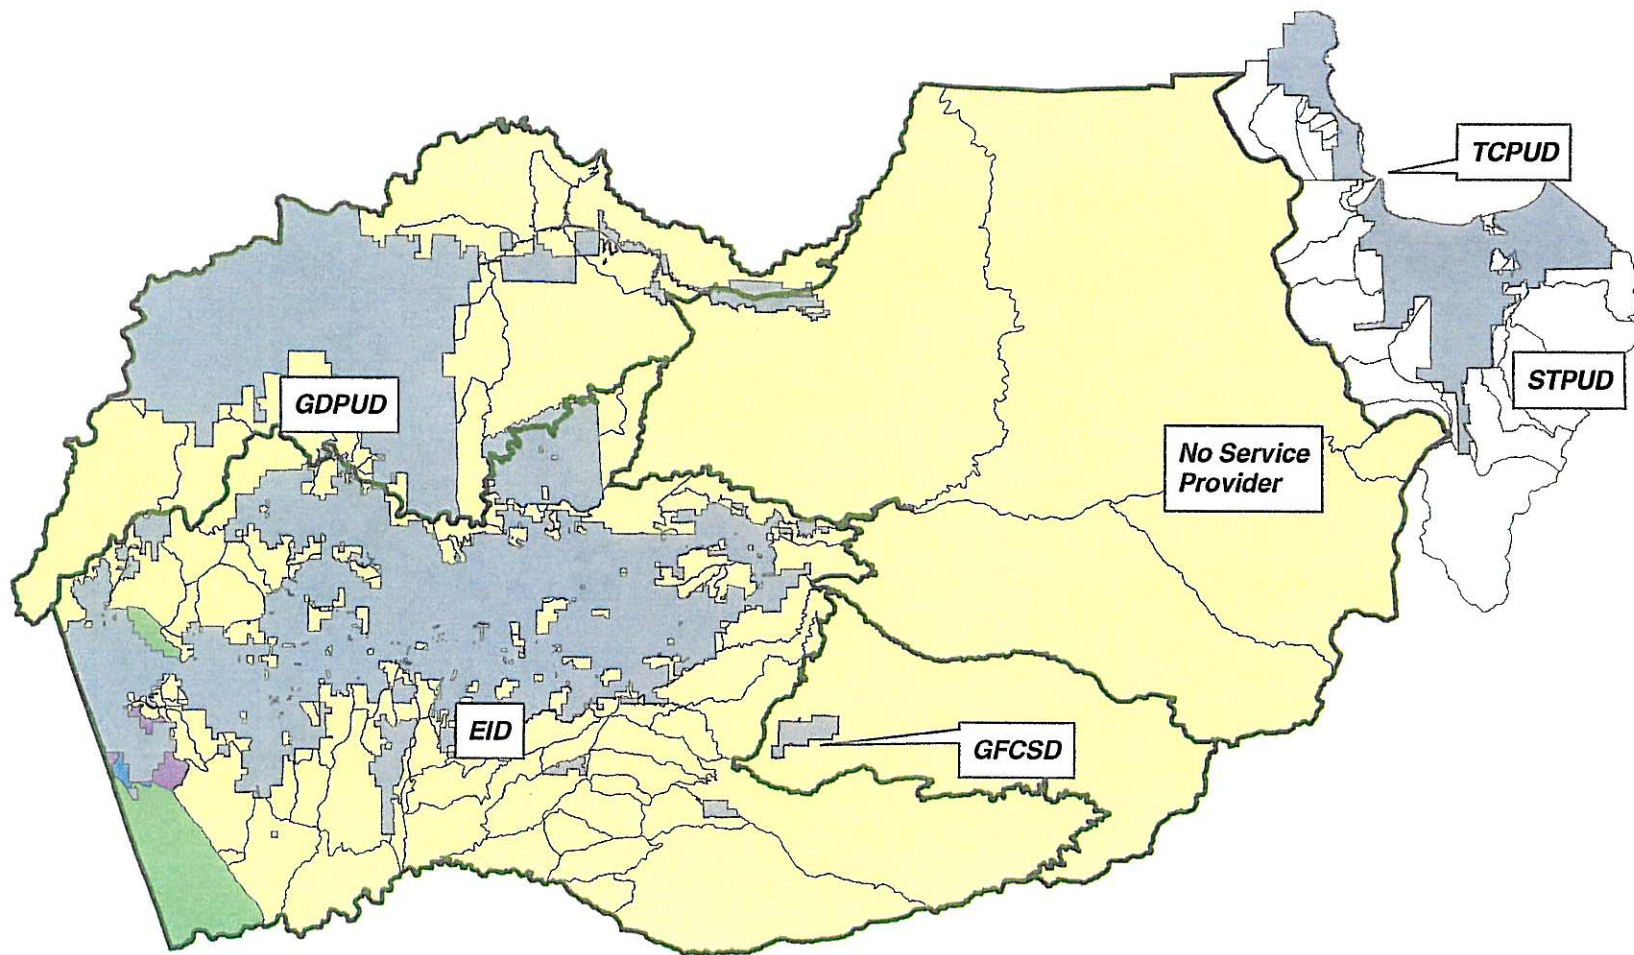 TCPUD
GDPUD
STPUD
No Service
Provider
EID
GFCSD